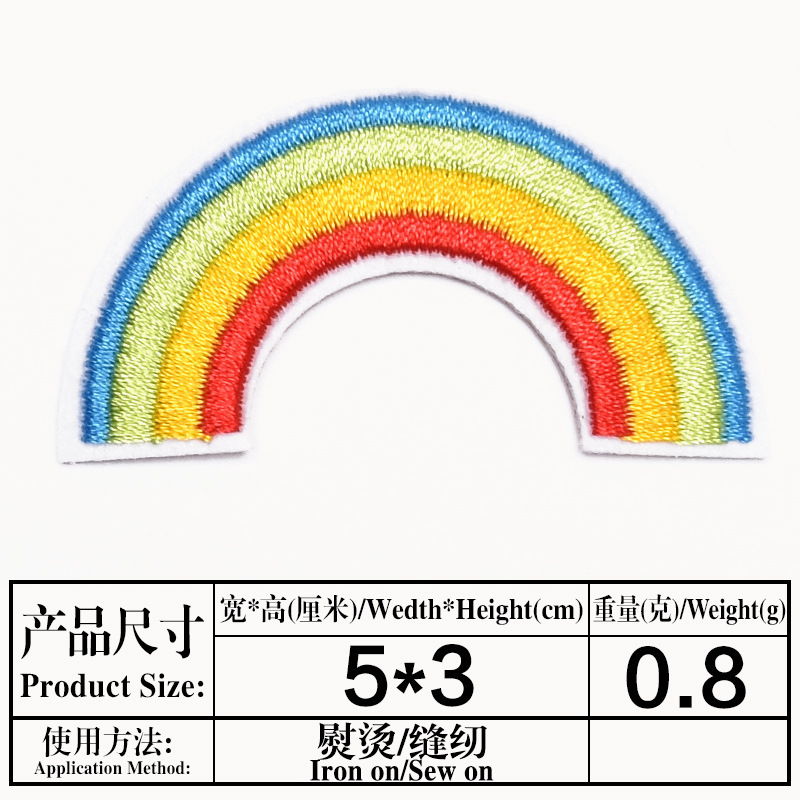 产品尺寸
Product Size:
宽*高(厘米)/Wedth*Height(cm)
重量(克)/Weight(g)
5*3
0.8
使用方法:
Application Method:
熨烫/缝纫
Iron on/Sew on